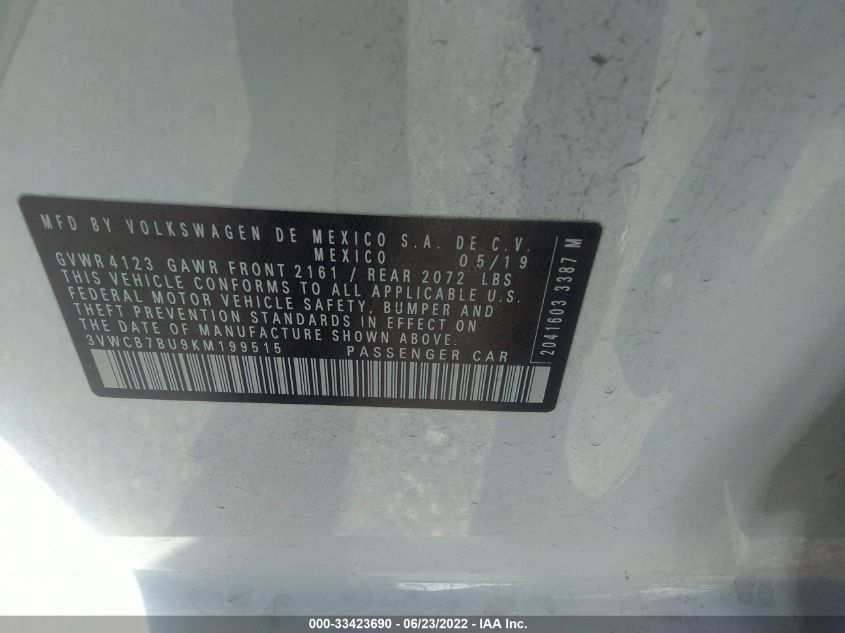 MFD BY VOLKSWAGEN DE MEXICO S.A. DE C.V.
MEXICO 05/19
GVWR 4123 GAWR FRONT 2161 / REAR 2072 LBS
THIS VEHICLE CONFORMS TO ALL APPLICABLE U.S.
FEDERAL MOTOR VEHICLE SAFETY, BUMPER AND
THEFT PREVENTION STANDARDS IN EFFECT ON
THE DATE OF MANUFACTURE SHOWN ABOVE.
3VWCB7BU9KM199515 PASSENGER CAR
2041603 3387 M
000-33423690 - 06/23/2022 - IAA Inc.